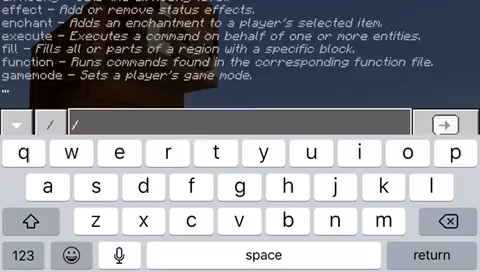 effect – Add or remove status effects.
enchant – Adds an enchantment to a player's selected item.
execute – Executes a command on behalf of one or more entities.
fill – Fills all or parts of a region with a specific block.
function – Runs commands found in the corresponding function file.
gamemode – Sets a player's game mode.
...
/ /
q w e r t y u i o p
a s d f g h j k l
z x c v b n m
123 space return